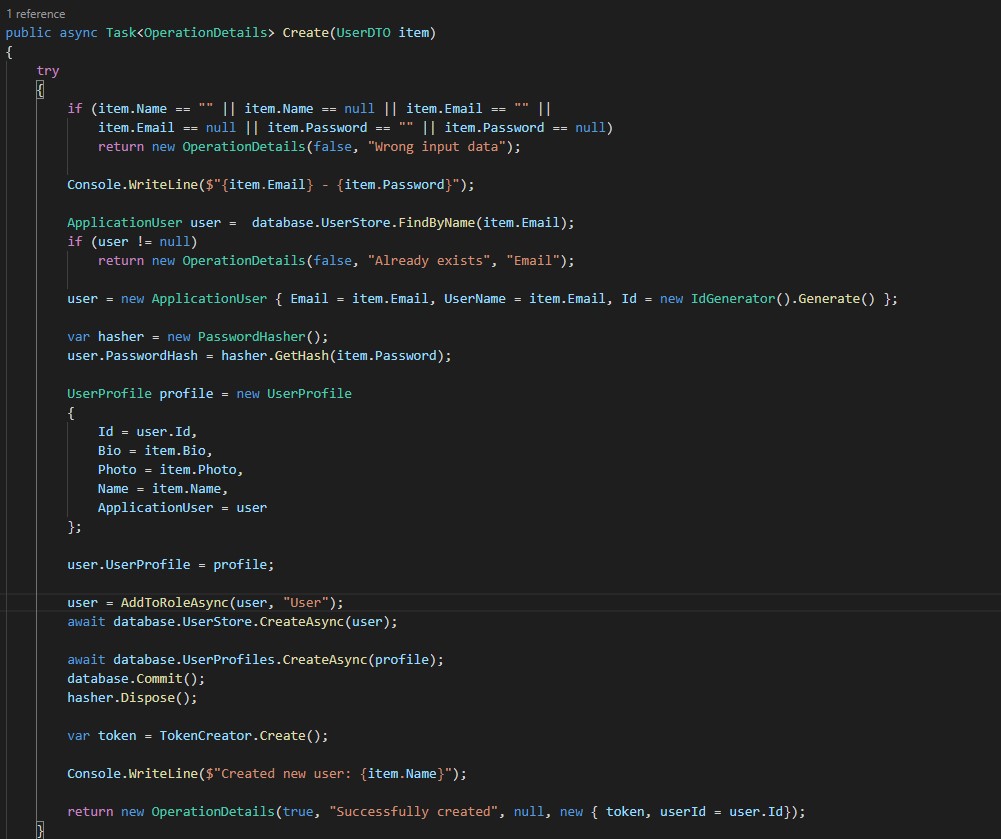 1 reference
public async Task<OperationDetails> Create(UserDTO item)
{
try
{
if (item.Name == "" || item.Name == null || item.Email == "" ||
item.Email == null || item.Password == "" || item.Password == null)
return new OperationDetails(false, "Wrong input data");
Console.WriteLine($"{item.Email} - {item.Password}");
ApplicationUser user =  database.UserStore.FindByName(item.Email);
if (user != null)
return new OperationDetails(false, "Already exists", "Email");
user = new ApplicationUser { Email = item.Email, UserName = item.Email, Id = new IdGenerator().Generate() };
var hasher = new PasswordHasher();
user.PasswordHash = hasher.GetHash(item.Password);
UserProfile profile = new UserProfile
{
Id = user.Id,
Bio = item.Bio,
Photo = item.Photo,
Name = item.Name,
ApplicationUser = user
};
user.UserProfile = profile;
user = AddToRoleAsync(user, "User");
await database.UserStore.CreateAsync(user);
await database.UserProfiles.CreateAsync(profile);
database.Commit();
hasher.Dispose();
var token = TokenCreator.Create();
Console.WriteLine($"Created new user: {item.Name}");
return new OperationDetails(true, "Successfully created", null, new { token, userId = user.Id});
}